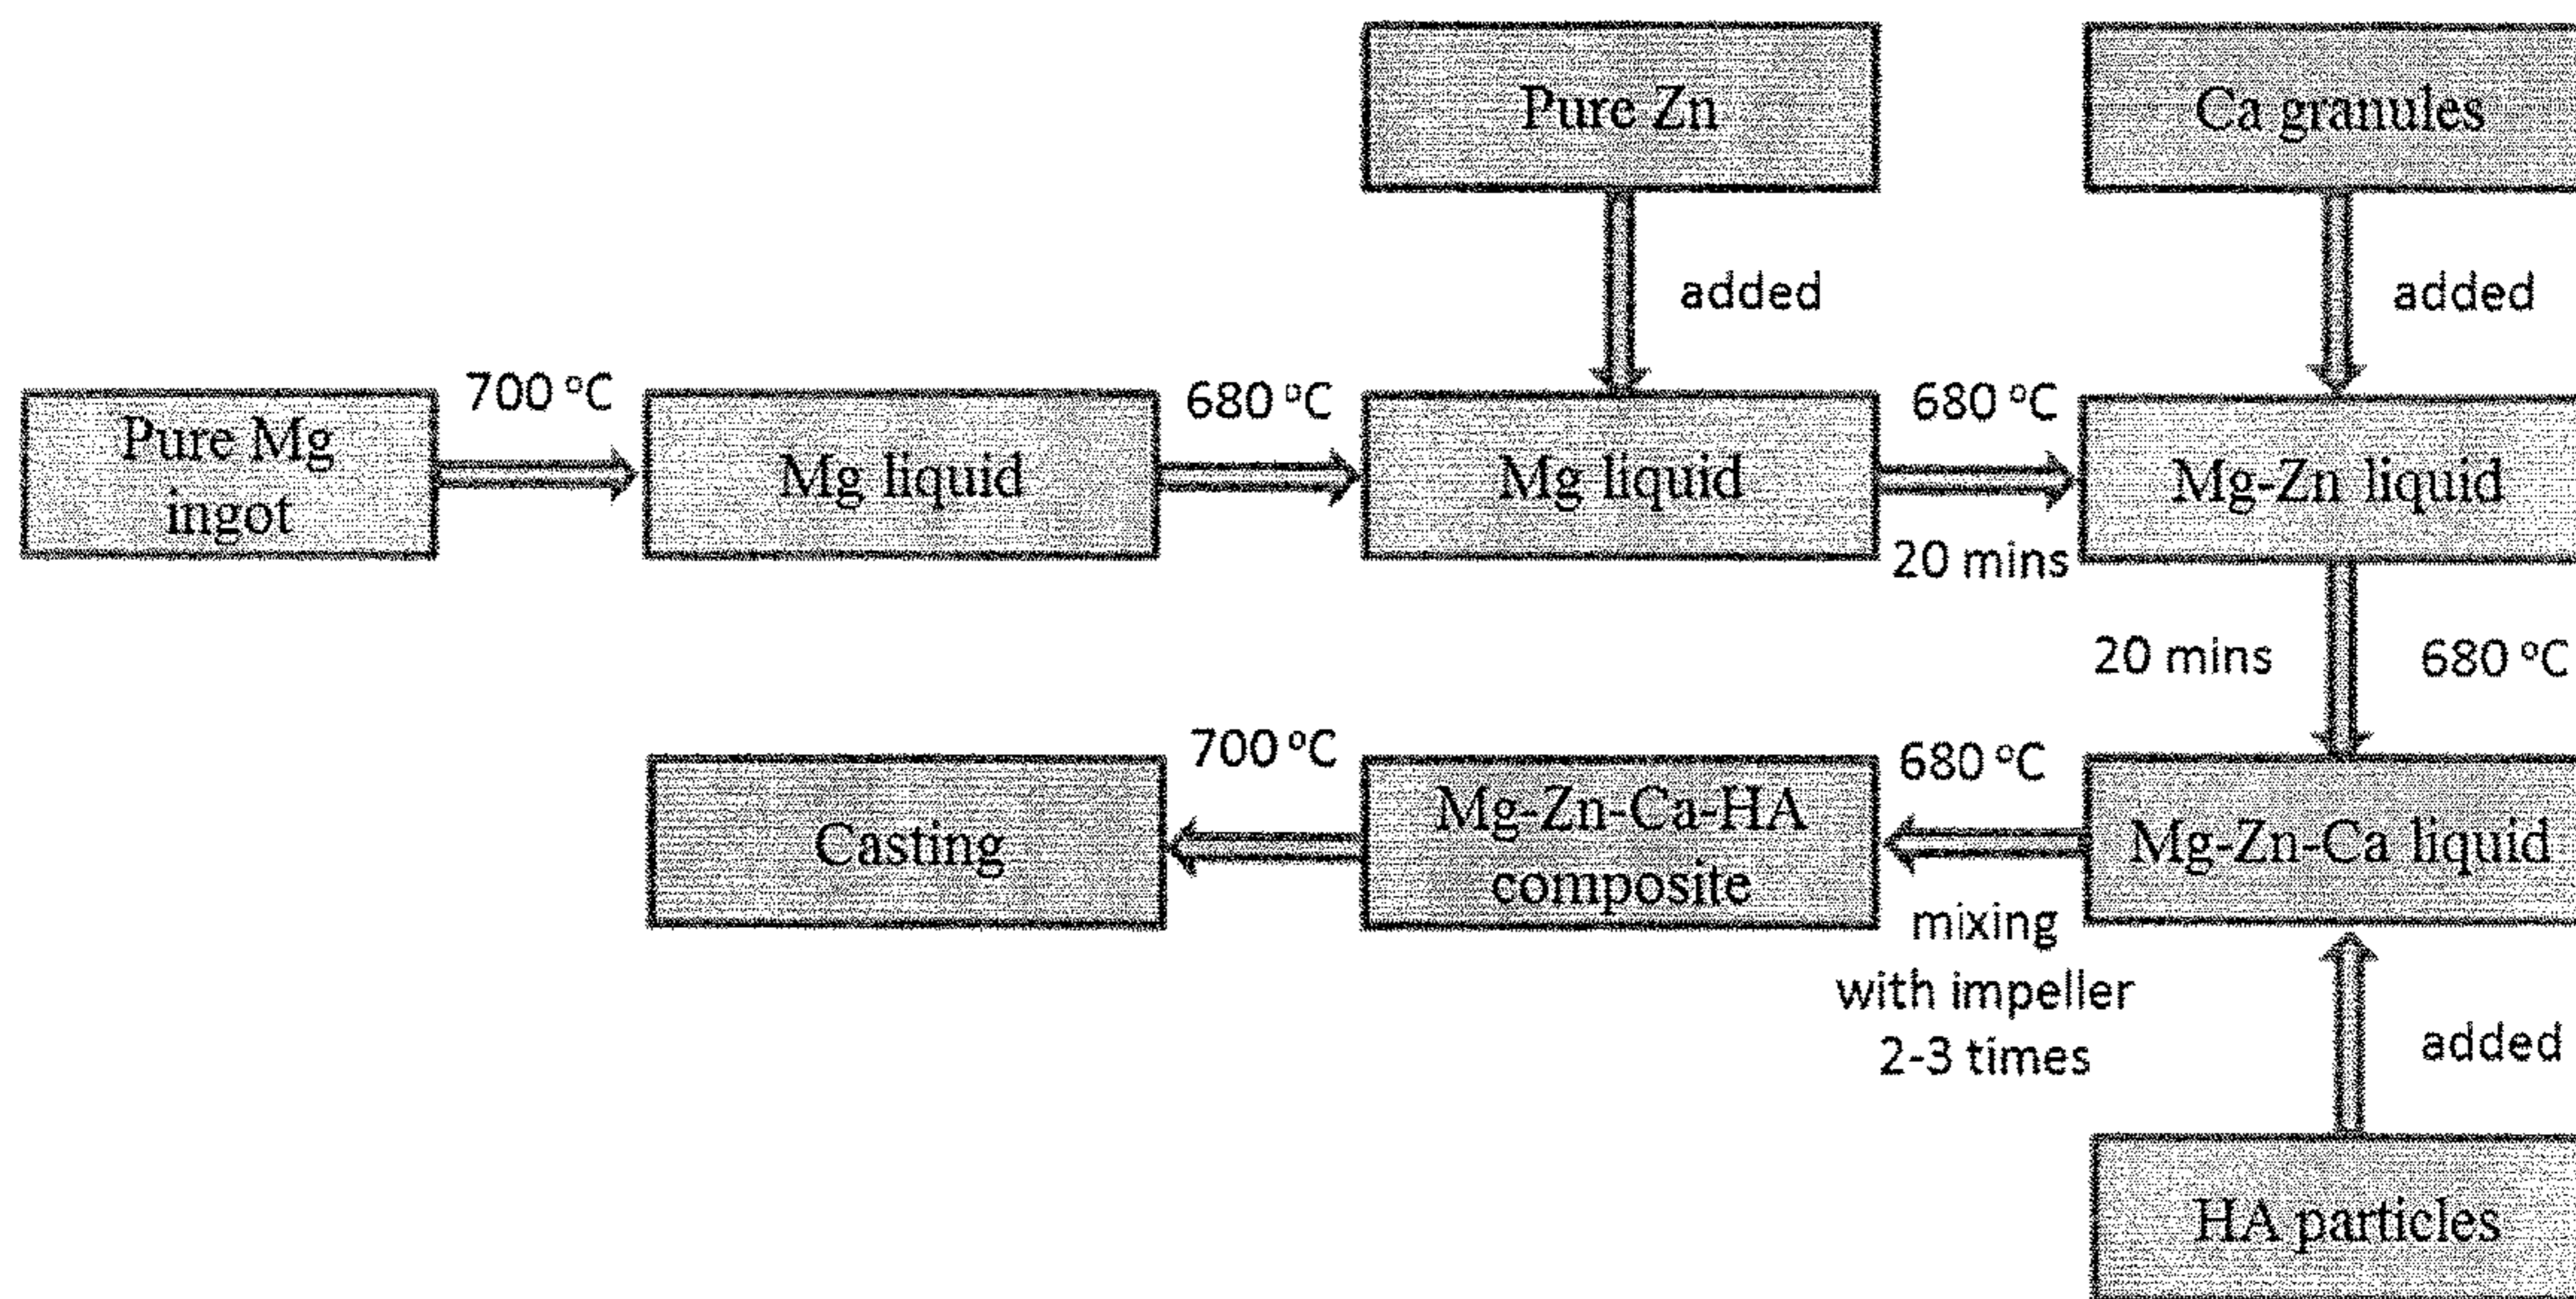 Pure Zn
Ca granules
added
added
700 °C
680 °C
680 °C
Pure Mg
ingot
Mg liquid
Mg liquid
Mg-Zn liquid
20 mins
20 mins
680 °C
700 °C
680 °C
Casting
Mg-Zn-Ca-HA
composite
Mg-Zn-Ca liquid
mixing
with impeller
2-3 times
added
HA particles